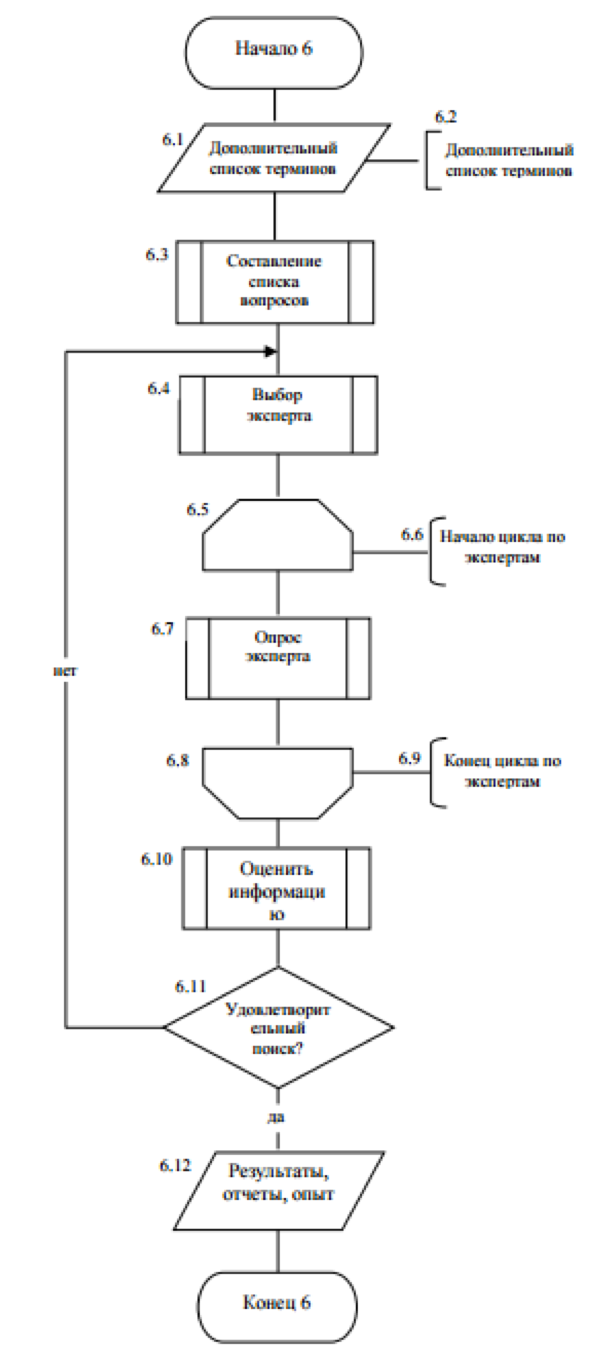 Начало 6
6.1
Дополнительный
список терминов
6.2
Дополнительный
список терминов
6.3
Составление
списка
вопросов
6.4
Выбор
эксперта
6.5
6.6
Начало цикла по
экспертам
6.7
Опрос
эксперта
нет
6.8
6.9
Конец цикла по
экспертам
6.10
Оценить
информаци
ю
6.11
Удовлетворит
ельный
поиск?
да
6.12
Результаты,
отчеты, опыт
Конец 6